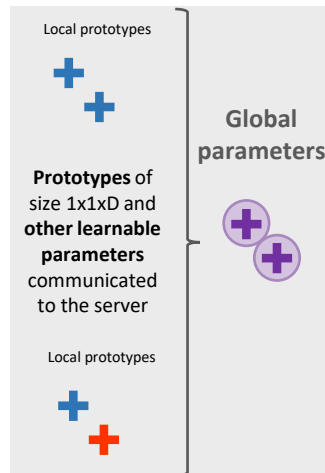 Local prototypes
Prototypes of
size 1x1xD and
other learnable
parameters
communicated
to the server
Local prototypes
Global
parameters